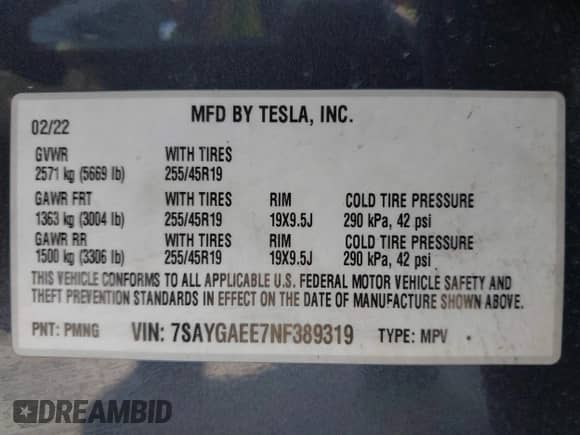 MFD BY TESLA, INC.
02/22
GVWR WITH TIRES
2571 kg (5669 lb) 255/45R19
GAWR FRT WITH TIRES RIM COLD TIRE PRESSURE
1363 kg (3004 lb) 255/45R19 19X9.5J 290 kPa, 42 psi
GAWR RR WITH TIRES RIM COLD TIRE PRESSURE
1500 kg (3306 lb) 255/45R19 19X9.5J 290 kPa, 42 psi
THIS VEHICLE CONFORMS TO ALL APPLICABLE U.S. FEDERAL MOTOR VEHICLE SAFETY AND
THEFT PREVENTION STANDARDS IN EFFECT ON THE DATE OF MANUFACTURE SHOWN ABOVE.
PNT: PMNG VIN: 7SAYGAEE7NF389319 TYPE: MPV
DREAMBID